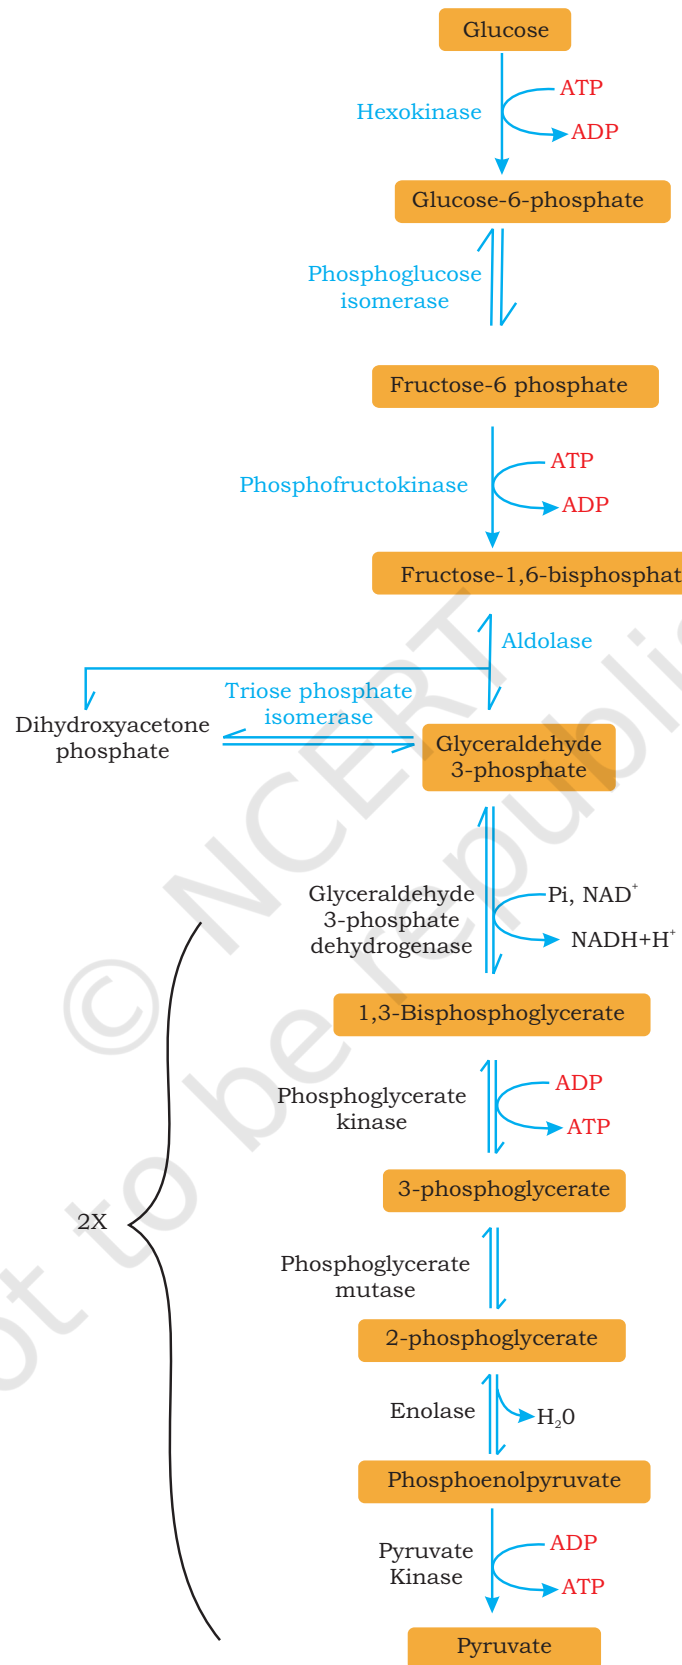 Glucose
ATP
Hexokinase
ADP
Glucose-6-phosphate
Phosphoglucose
isomerase
Fructose-6 phosphate
ATP
Phosphofructokinase
ADP
Fructose-1,6-bisphosphat
Aldolase
Triose phosphate
isomerase
Dihydroxyacetone
phosphate
Glyceraldehyde
3-phosphate
Glyceraldehyde
3-phosphate
dehydrogenase
Pi, NAD⁺
NADH+H⁺
1,3-Bisphosphoglycerate
Phosphoglycerate
kinase
ADP
ATP
3-phosphoglycerate
2X
Phosphoglycerate
mutase
2-phosphoglycerate
Enolase
H₂0
Phosphoenolpyruvate
Pyruvate
Kinase
ADP
ATP
Pyruvate
© NCERT
not to be republis